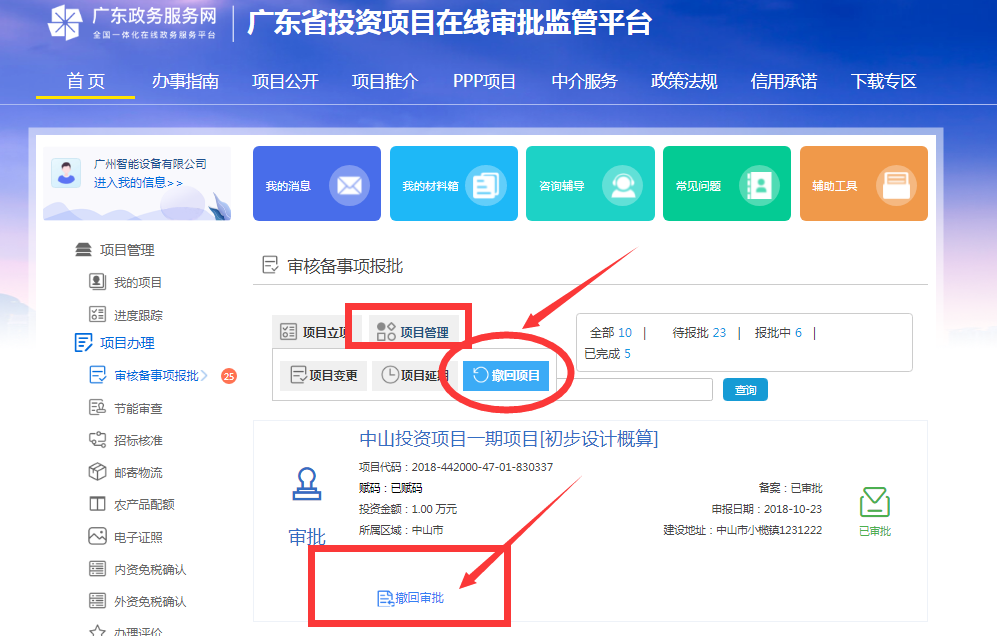 广东政务服务网
全国一体化在线政务服务平台
广东省投资项目在线审批监管平台
首 页 办事指南 项目公开 项目推介 PPP项目 中介服务 政策法规 信用承诺 下载专区
广州智能设备有限公司
进入我的信息>>
我的消息 我的材料箱 咨询辅导 常见问题 辅助工具
项目管理
我的项目
进度跟踪
项目办理
审核备事项报批 25
节能审查
招标核准
邮寄物流
农产品配额
电子证照
内资免税确认
外资免税确认
办理评价
审核备事项报批
项目立项 项目管理
项目变更 项目延期 撤回项目
全部 10 | 待报批 23 | 报批中 6 |
已完成 5
查询
中山投资项目一期项目[初步设计概算]
项目代码：2018-442000-47-01-830337
赋码：已赋码
投资金额：1.00 万元
所属区域：中山市
审批
备案：已审批
申报日期：2018-10-23
建设地址：中山市小榄镇1231222
已审批
撤回审批